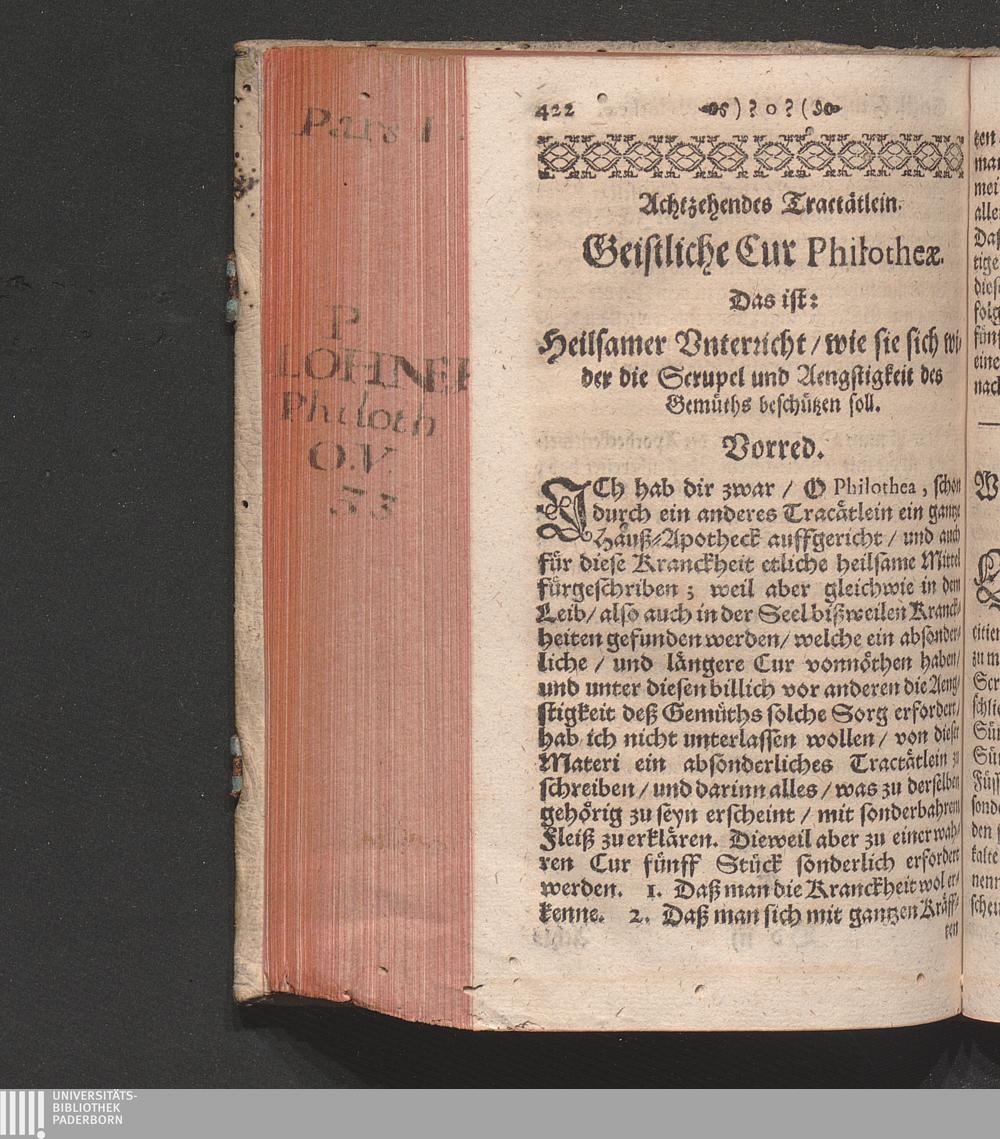 Pars I.
P
LOHNER
Philoth
O.V.
33
422 )?o?(
Achtzehendes Tractätlein.
Geistliche Cur Philotheæ.
Das ist:
Heilsamer Vnterricht / wie sie sich wi-
der die Scrupel und Aengstigkeit des
Gemüths beschützen soll.
Vorred.
ICh hab dir zwar / O Philothea, schon
durch ein anderes Tracätlein ein gantze
Hauß-Apotheck auffgericht / und auch
für diese Kranckheit etliche heilsame Mittel
fürgeschriben; weil aber gleichwie in dem
Leib/ also auch in der Seel bißweilen Kranck-
heiten gefunden werden/ welche ein absonder-
liche / und längere Cur vonnöthen haben/
und unter diesen billich vor anderen die Aeng-
stigkeit deß Gemüths solche Sorg erfordert/
hab ich nicht unterlassen wollen / von dieser
Materi ein absonderliches Tractätlein zu
schreiben / und darinn alles / was zu derselben
gehörig zu seyn erscheint / mit sonderbahrem
Fleiß zu erklären. Dieweil aber zu einer wah-
ren Cur fünff Stück sonderlich erfordert
werden. 1. Daß man die Kranckheit wol er-
kenne. 2. Daß man sich mit gantzen Kräff-
ten
UNIVERSITÄTS-
BIBLIOTHEK
PADERBORN